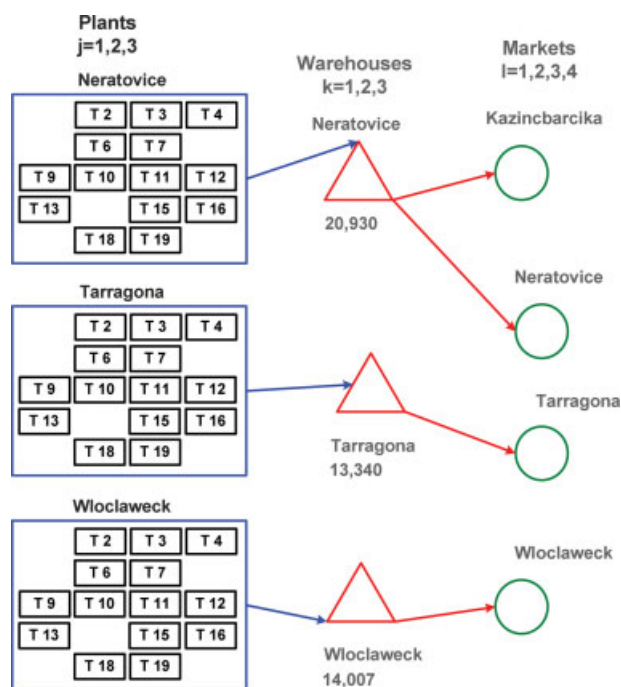 Plants
j=1,2,3
Warehouses
k=1,2,3
Markets
l=1,2,3,4
Neratovice
T 2 T 3 T 4
T 6 T 7
T 9 T 10 T 11 T 12
T 13 T 15 T 16
T 18 T 19
Neratovice
20,930
Kazincbarcika
Neratovice
Tarragona
T 2 T 3 T 4
T 6 T 7
T 9 T 10 T 11 T 12
T 13 T 15 T 16
T 18 T 19
Tarragona
13,340
Tarragona
Wloclaweck
T 2 T 3 T 4
T 6 T 7
T 9 T 10 T 11 T 12
T 13 T 15 T 16
T 18 T 19
Wloclaweck
14,007
Wloclaweck